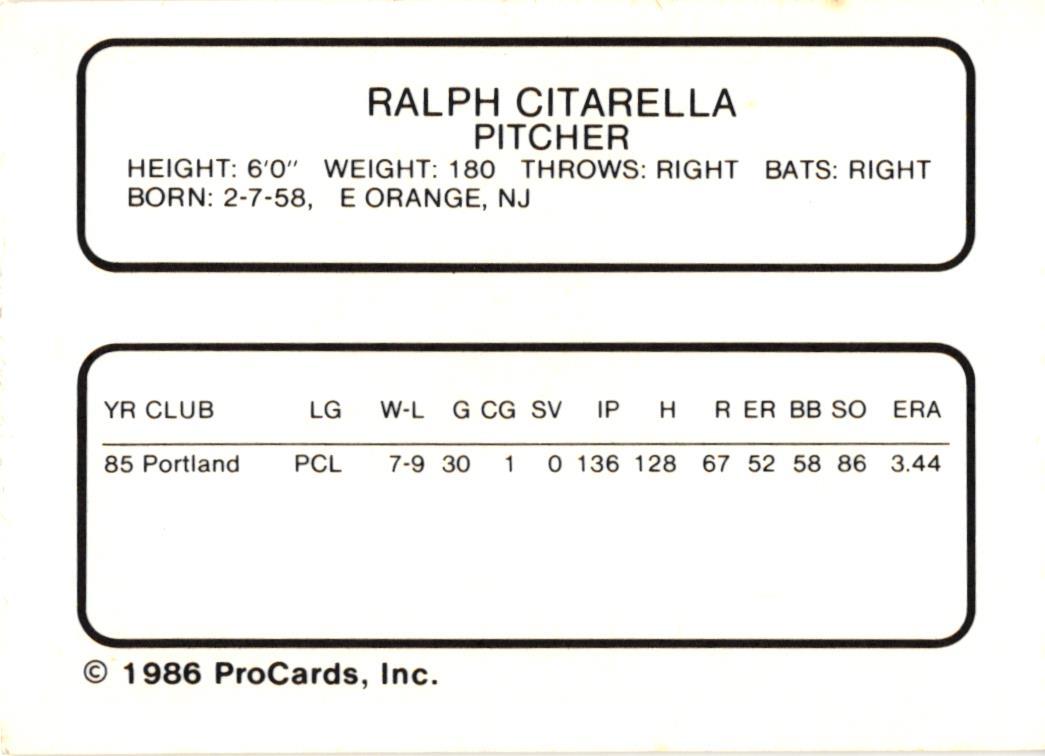 RALPH CITARELLA
PITCHER
HEIGHT: 6'0" WEIGHT: 180 THROWS: RIGHT BATS: RIGHT
BORN: 2-7-58, E ORANGE, NJ
YR CLUB LG W-L G CG SV IP H R ER BB SO ERA
85 Portland PCL 7-9 30 1 0 136 128 67 52 58 86 3.44
© 1986 ProCards, Inc.